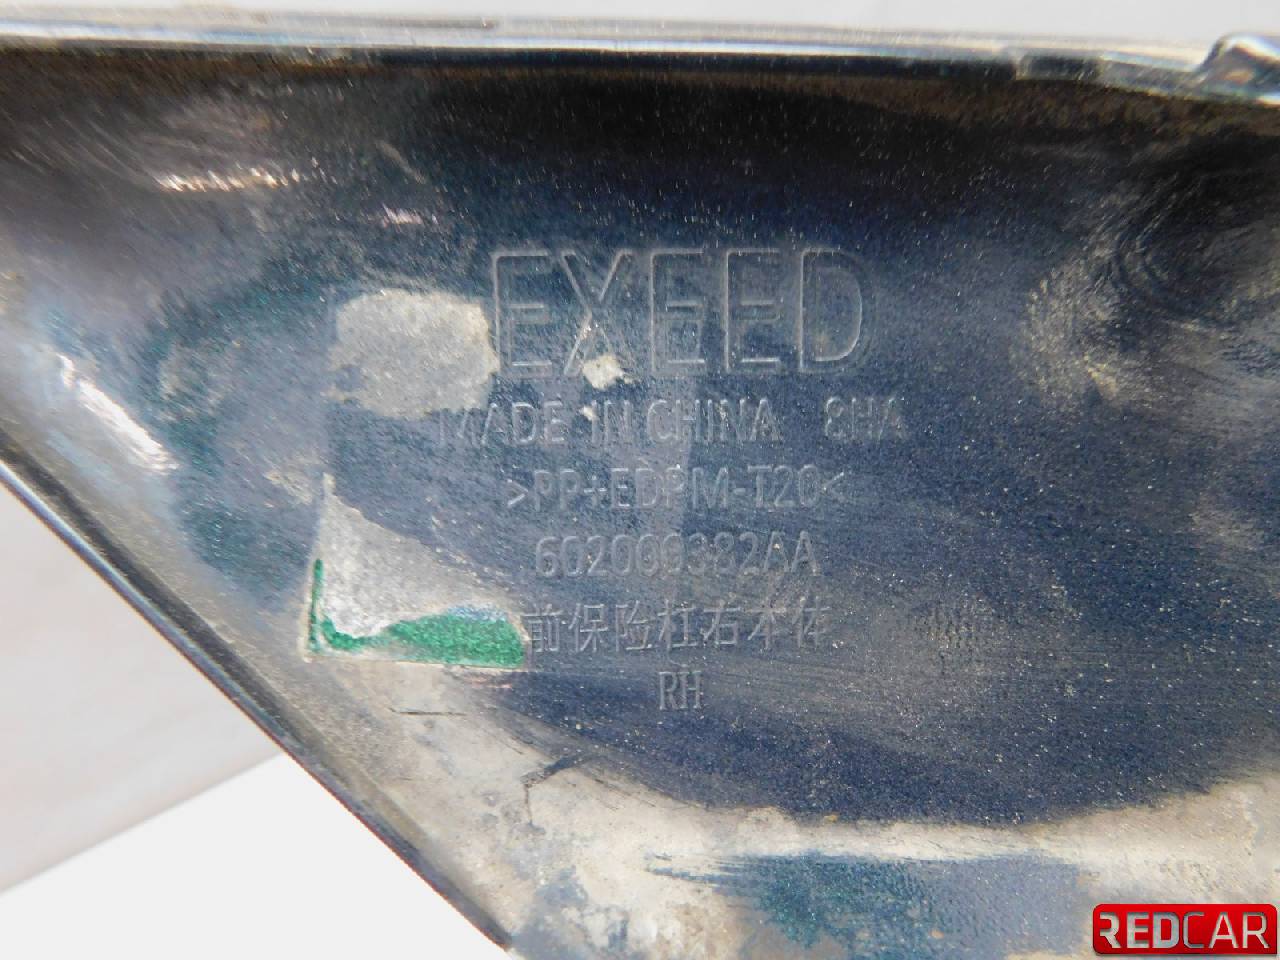 EXEED
MADE IN CHINA 8HA
>PP+EDPM-T20<
602000382AA
前保险杠右本体
RH
REDCAR